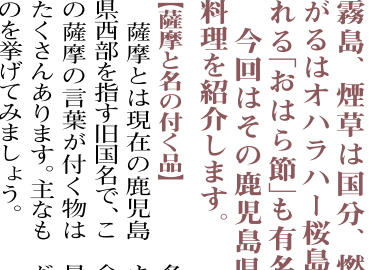 霧島、煙草は国分、燃
がるはオハラハー桜島
れる「おはら節」も有名
今回はその鹿児島県
料理を紹介します。
【薩摩と名の付く品】
薩摩とは現在の鹿児島
県西部を指す旧国名で、こ
の薩摩の言葉が付く物は
たくさんあります。主なも
のを挙げてみましょう。